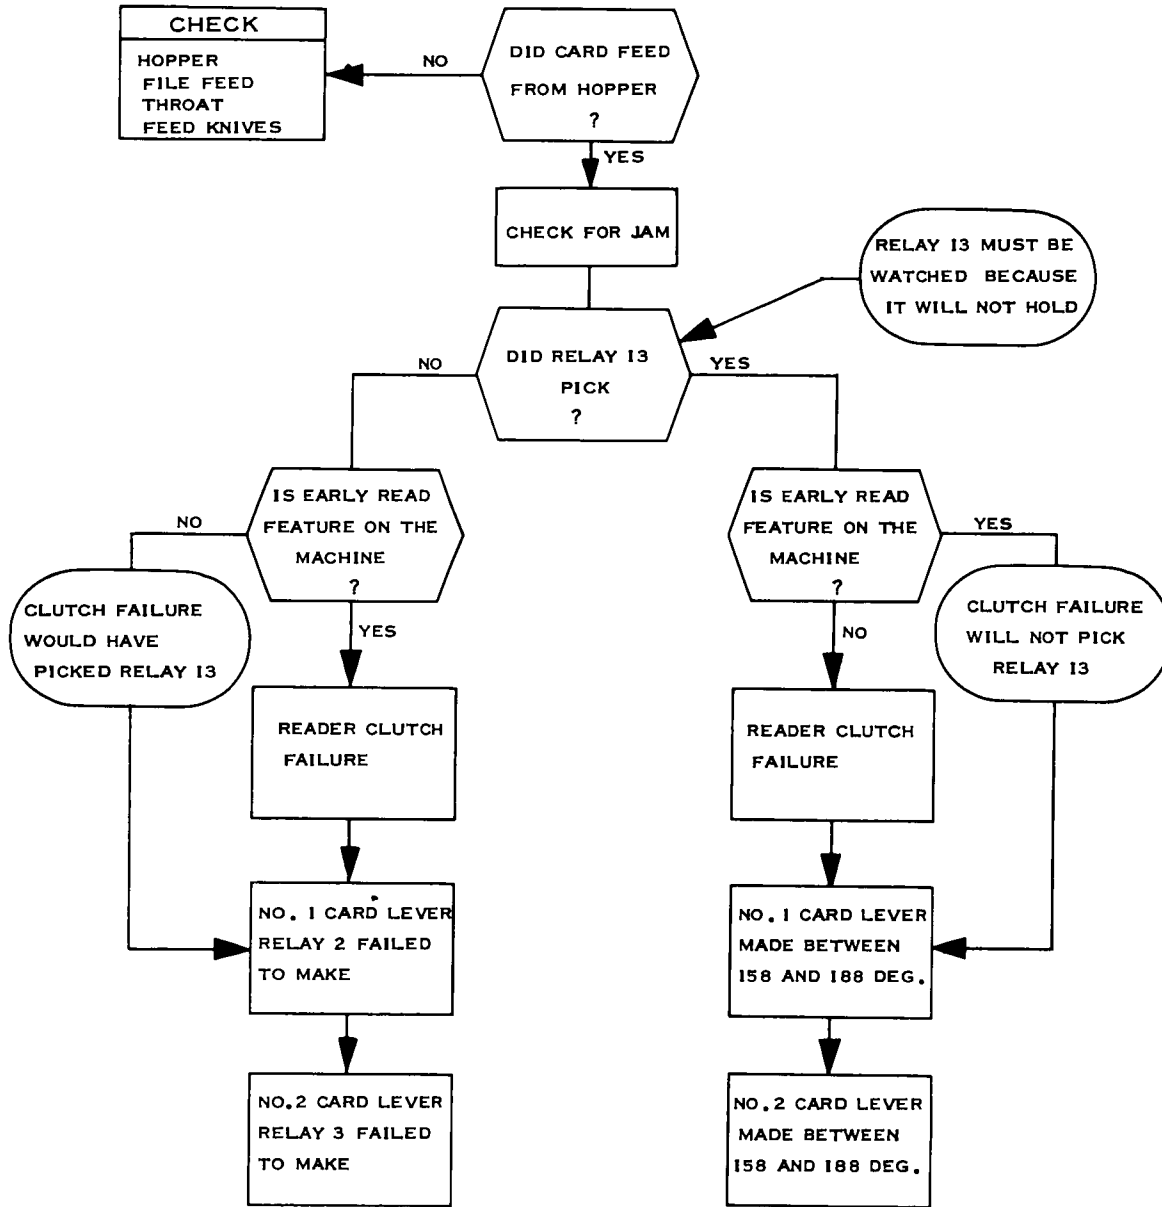 CHECK
HOPPER
FILE FEED
THROAT
FEED KNIVES
NO
DID CARD FEED
FROM HOPPER
?
YES
CHECK FOR JAM
RELAY 13 MUST BE
WATCHED BECAUSE
IT WILL NOT HOLD
NO
DID RELAY 13
PICK
?
YES
IS EARLY READ
FEATURE ON THE
MACHINE
?
NO
YES
CLUTCH FAILURE
WOULD HAVE
PICKED RELAY 13
READER CLUTCH
FAILURE
NO. 1 CARD LEVER
RELAY 2 FAILED
TO MAKE
NO.2 CARD LEVER
RELAY 3 FAILED
TO MAKE
IS EARLY READ
FEATURE ON THE
MACHINE
?
YES
NO
CLUTCH FAILURE
WILL NOT PICK
RELAY 13
READER CLUTCH
FAILURE
NO.1 CARD LEVER
MADE BETWEEN
158 AND 188 DEG.
NO.2 CARD LEVER
MADE BETWEEN
158 AND 188 DEG.